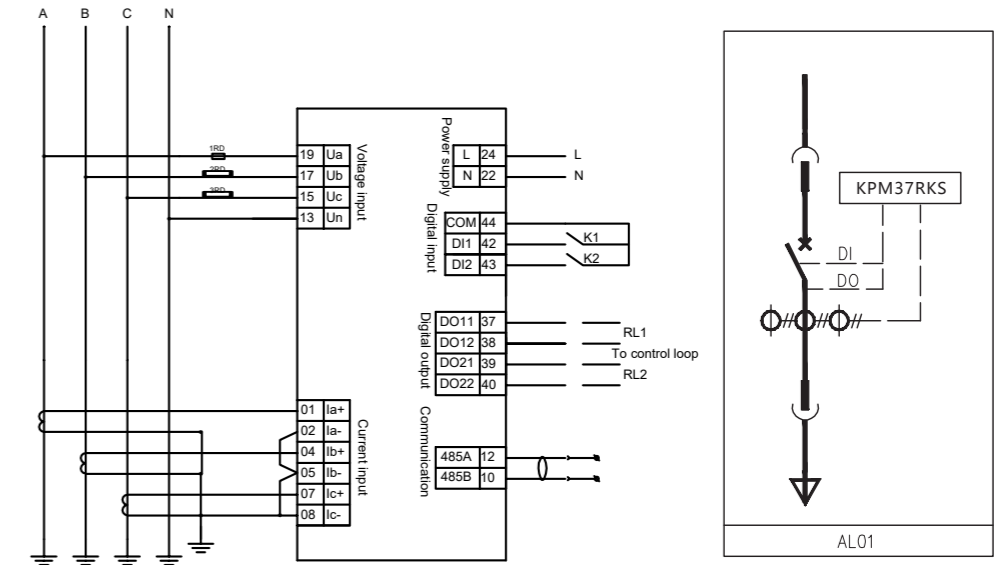 A B C N
1RD
2RD
3RD
19 Ua
17 Ub
15 Uc
13 Un
Voltage input
01 Ia+
02 Ia-
04 Ib+
05 Ib-
07 Ic+
08 Ic-
Current input
Power supply
L 24 L
N 22 N
Digital input
COM 44
DI1 42 K1
DI2 43 K2
Digital output
DO11 37
DO12 38
DO21 39
DO22 40
RL1
To control loop
RL2
Communication
485A 12
485B 10
KPM37RKS
DI
DO
AL01